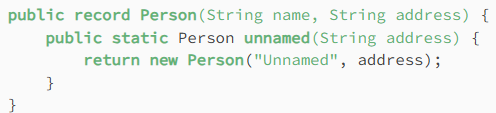 public record Person(String name, String address) {
    public static Person unnamed(String address) {
        return new Person("Unnamed", address);
    }
}